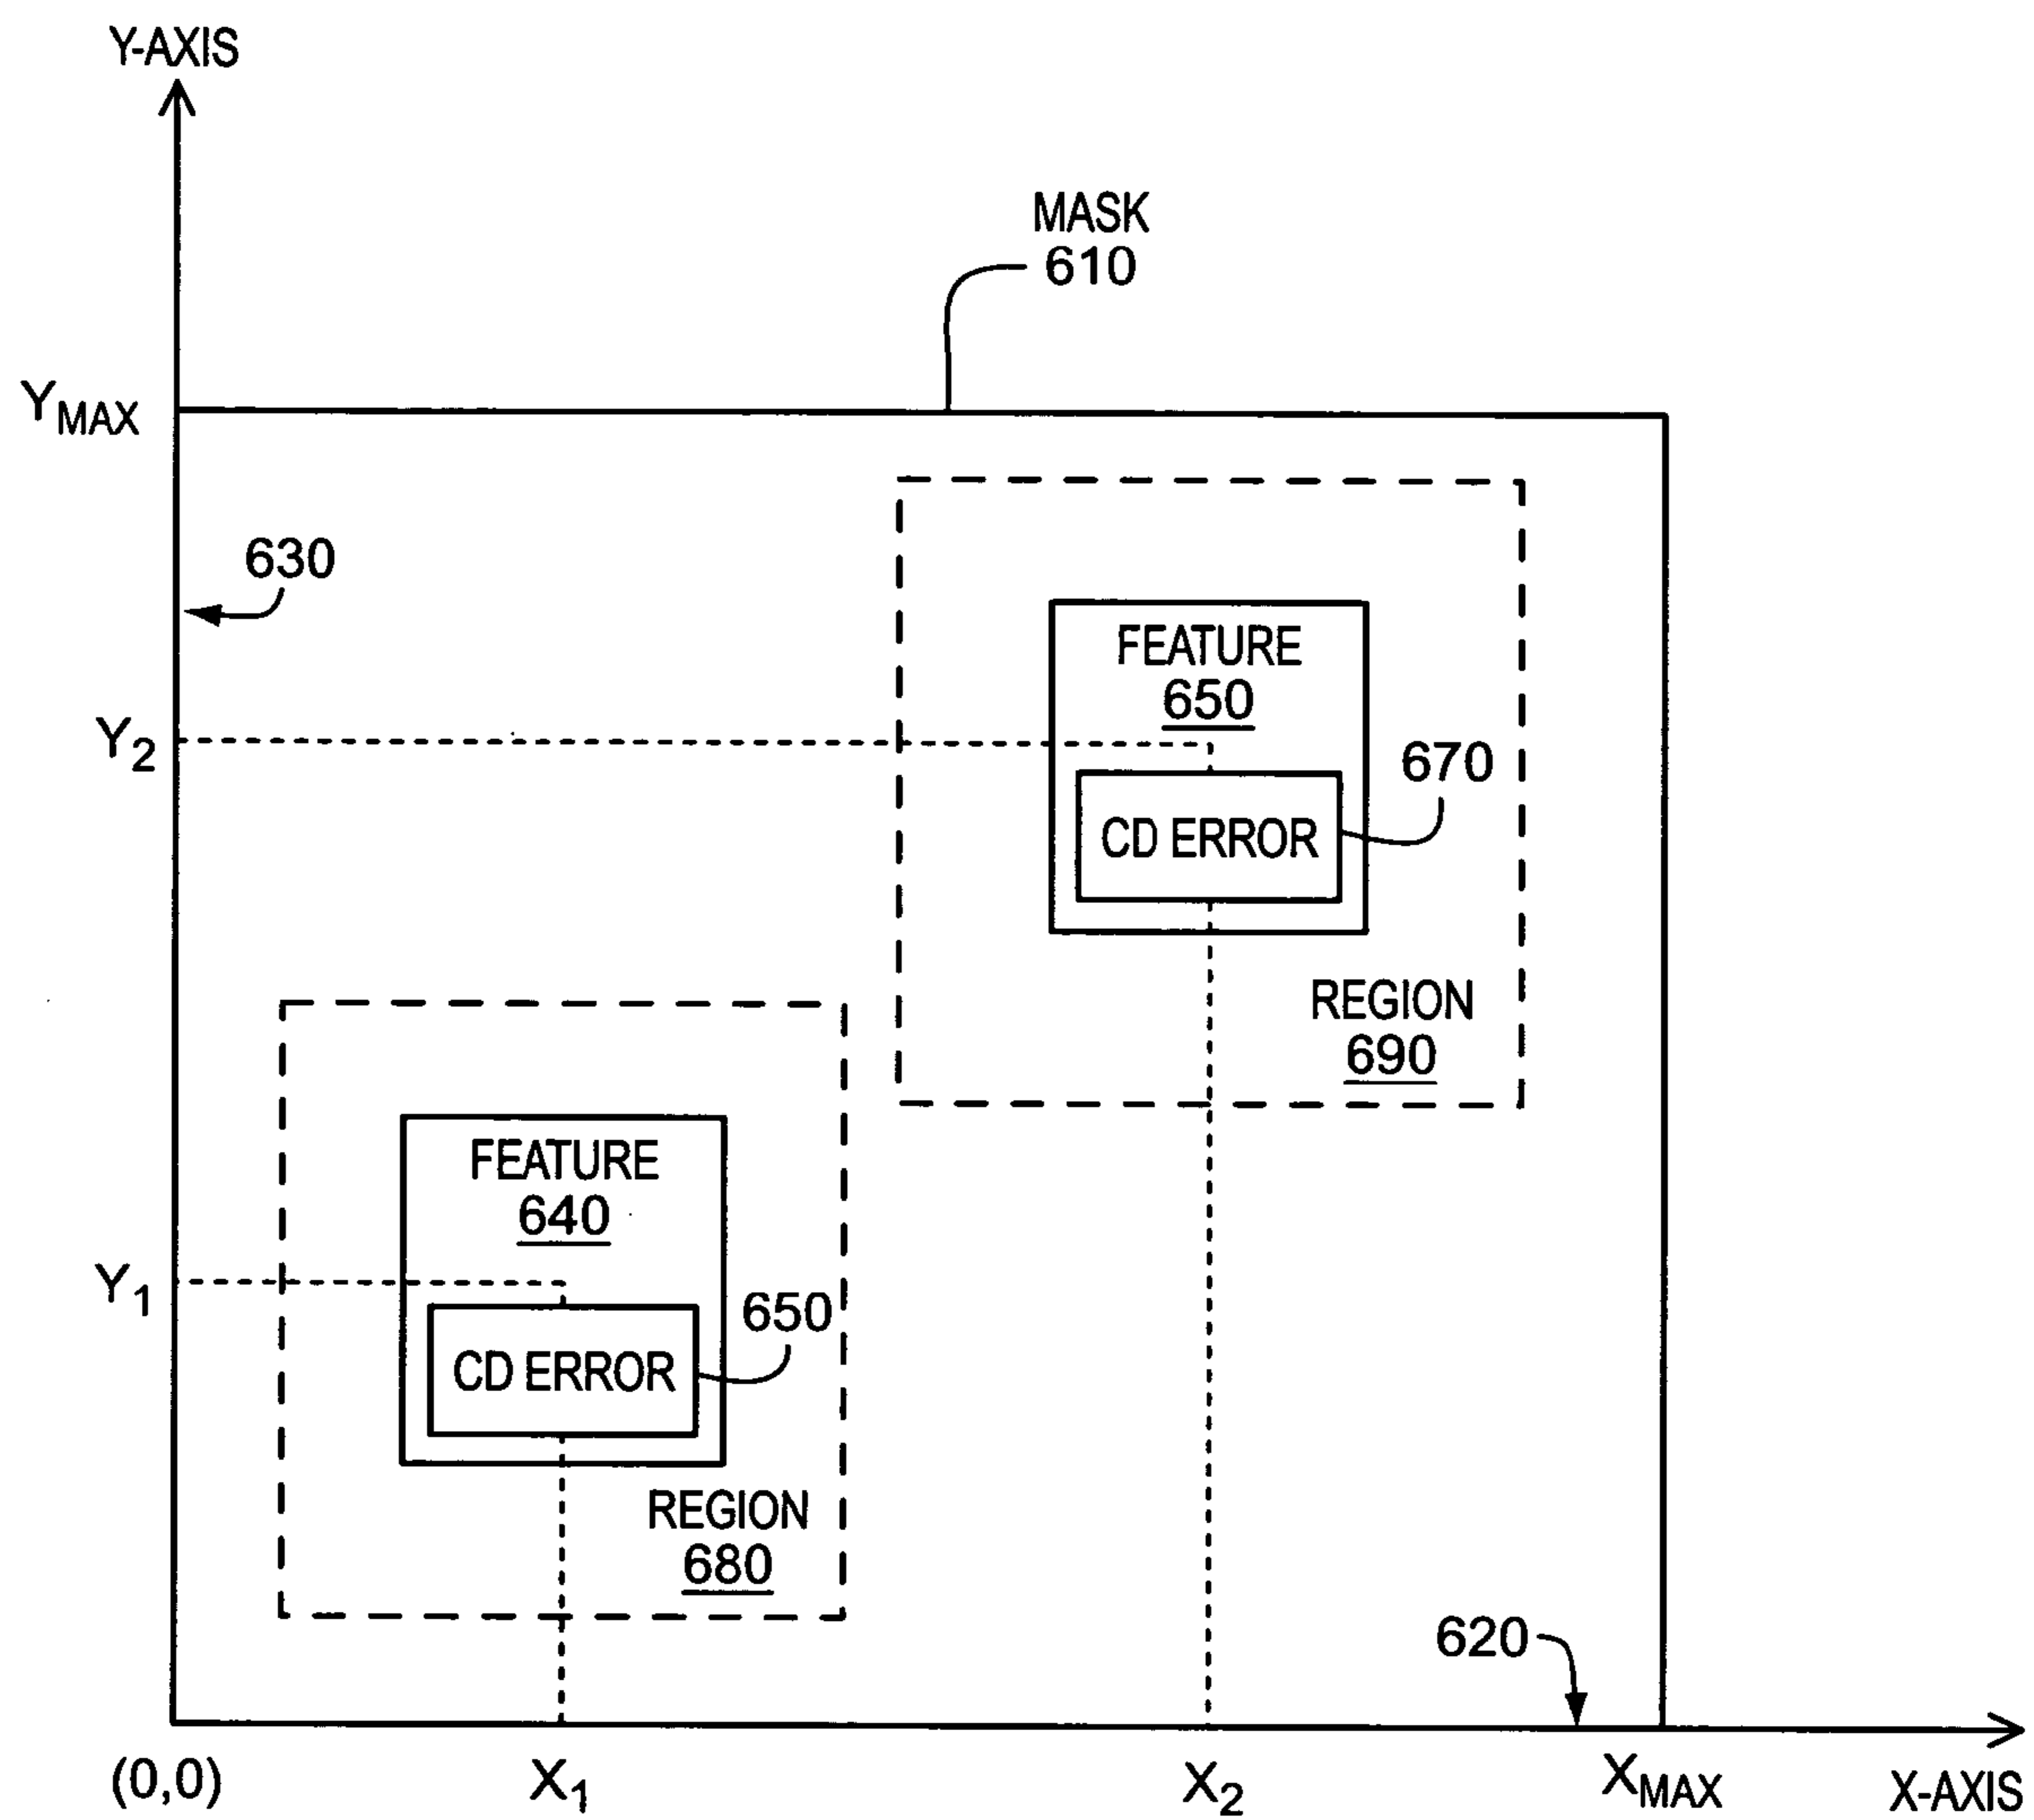 Y-AXIS
MASK
610
YMAX
630
FEATURE
650
Y2
670
CD ERROR
REGION
690
FEATURE
640
Y1
650
CD ERROR
REGION
680
620
(0,0)
X1
X2
XMAX
X-AXIS